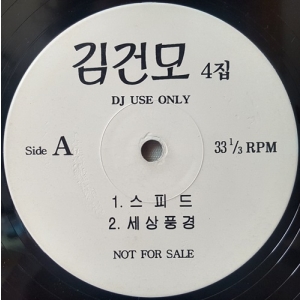 김건모 4집
DJ USE ONLY
Side A 33 1/3 RPM
1. 스 피 드
2. 세상풍경
NOT FOR SALE